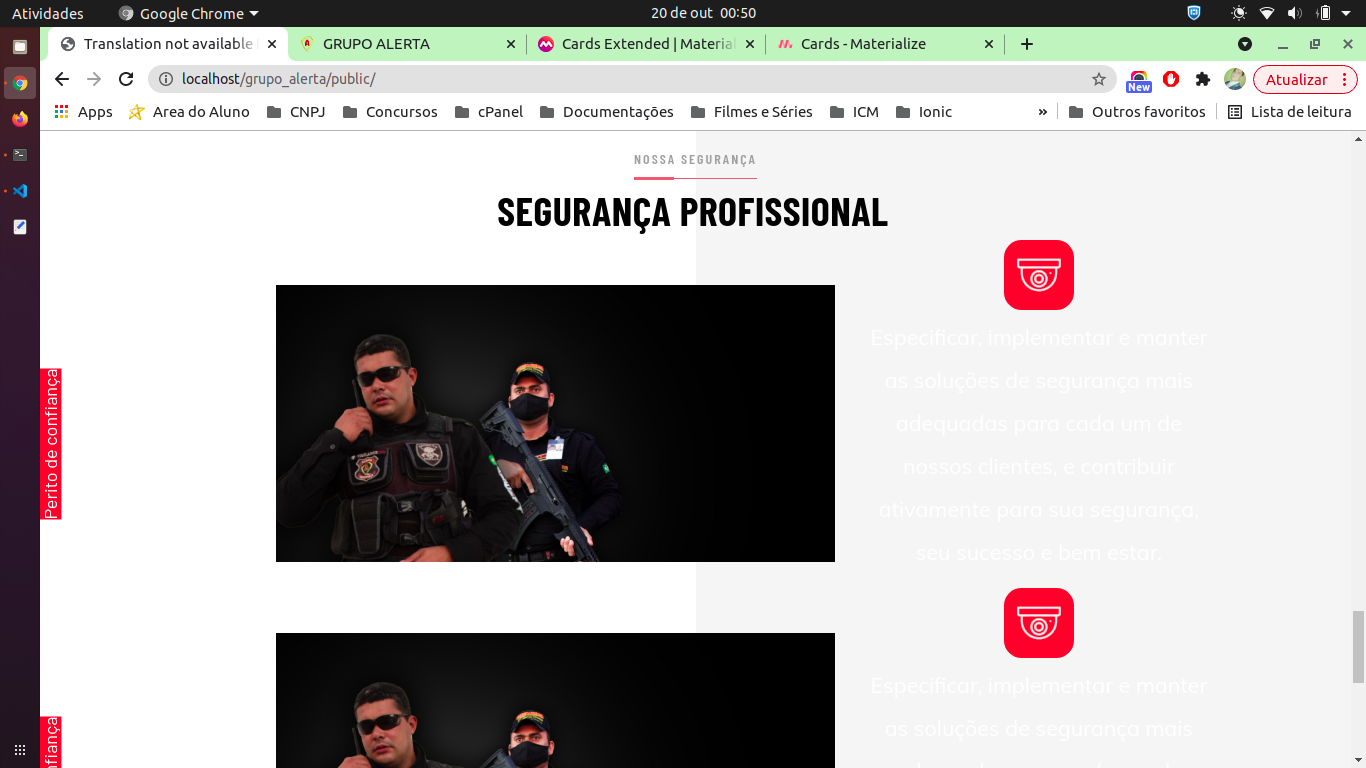 Atividades
Google Chrome
20 de out 00:50
Translation not available
GRUPO ALERTA
Cards Extended | Material
Cards - Materialize
localhost/grupo_alerta/public/
New
Atualizar
Apps
Area do Aluno
CNPJ
Concursos
cPanel
Documentações
Filmes e Séries
ICM
Ionic
»
Outros favoritos
Lista de leitura
NOSSA SEGURANÇA
SEGURANÇA PROFISSIONAL
Perito de confiança
Especificar, implementar e manter
as soluções de segurança mais
adequadas para cada um de
nossos clientes, e contribuir
ativamente para sua segurança,
seu sucesso e bem estar.
fiança
Especificar, implementar e manter
as soluções de segurança mais